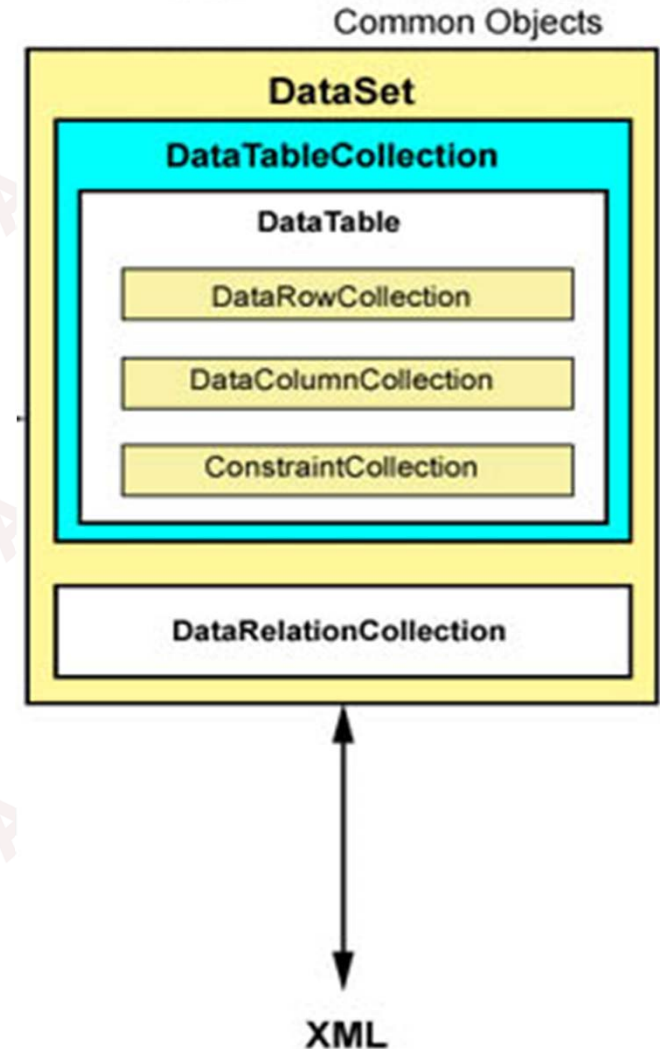 Common Objects
DataSet
DataTableCollection
DataTable
DataRowCollection
DataColumnCollection
ConstraintCollection
DataRelationCollection
XML